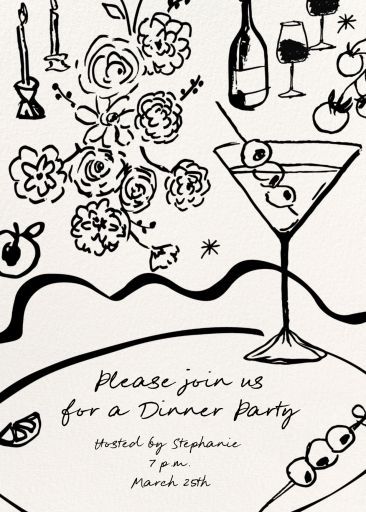 Please join us
for a Dinner Party
Hosted by Stephanie
7 p.m.
March 25th